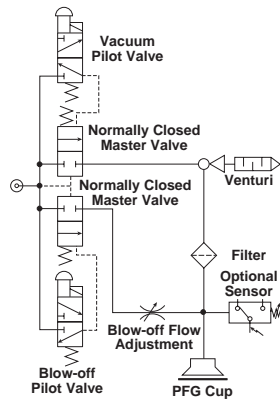 Vacuum
Pilot Valve
Normally Closed
Master Valve
Venturi
Normally Closed
Master Valve
Filter
Optional
Sensor
Blow-off Flow
Adjustment
Blow-off
Pilot Valve
PFG Cup